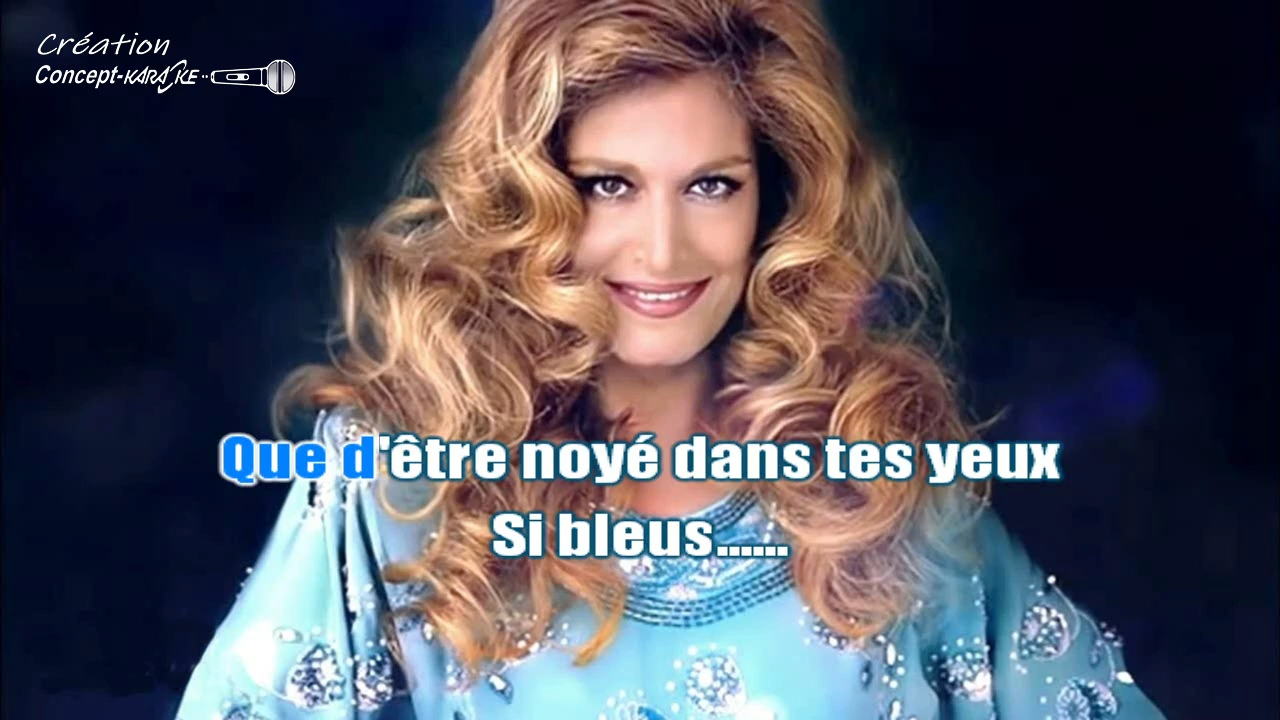 Création
Concept-KARAOKE
Que d'être noyé dans tes yeux
Si bleus......